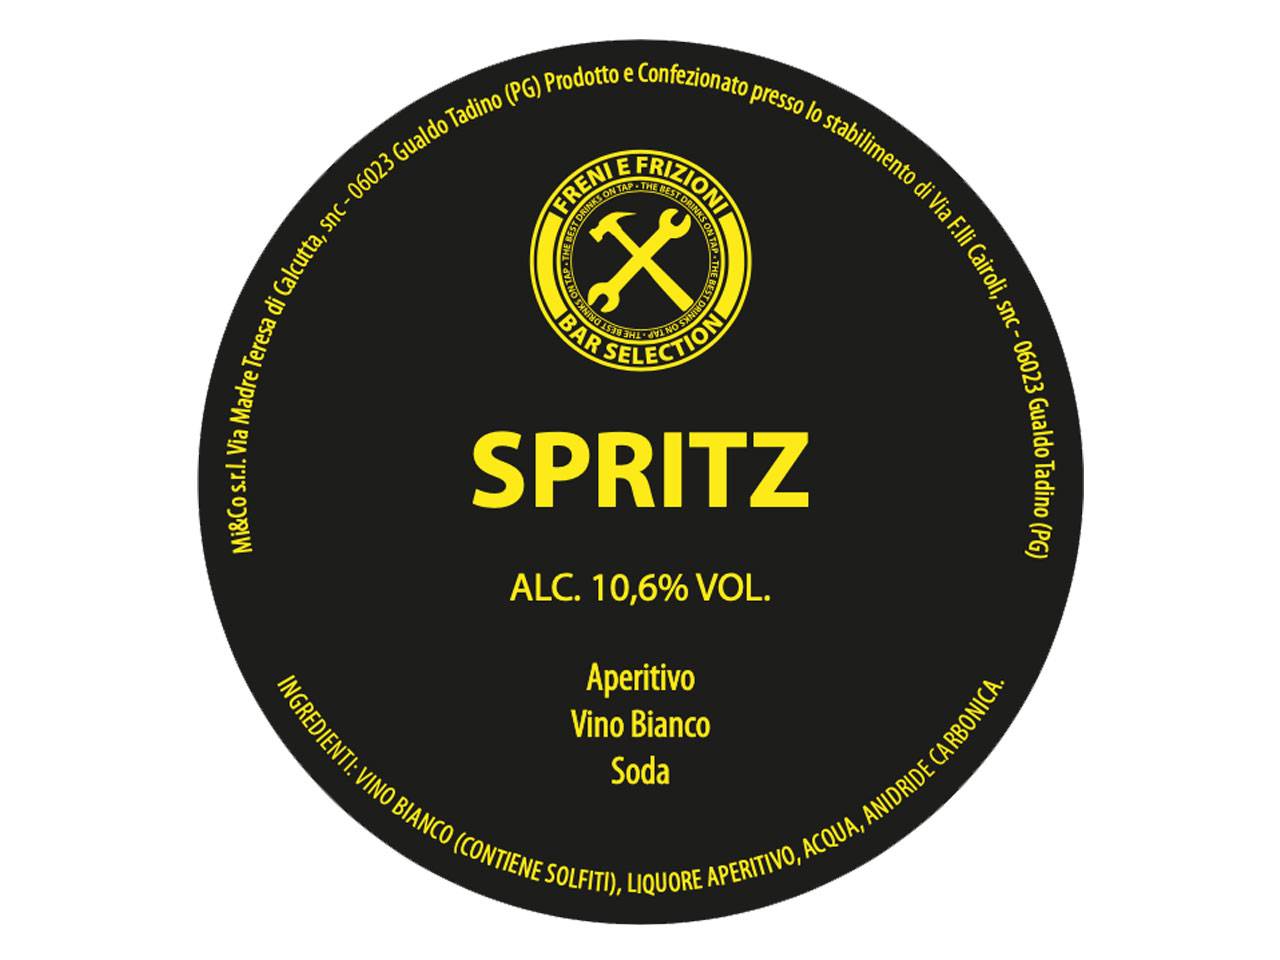 Mi&Co s.r.l. Via Madre Teresa di Calcutta, snc - 06023 Gualdo Tadino (PG) Prodotto e Confezionato presso lo stabilimento di Via F.lli Cairoli, snc - 06023 Gualdo Tadino (PG)
FRENI E FRIZIONI
THE BEST DRINKS ON TAP • THE BEST DRINKS ON TAP • THE BEST DRINKS ON TAP • THE BEST DRINKS ON TAP •
BAR SELECTION
SPRITZ
ALC. 10,6% VOL.
Aperitivo
Vino Bianco
Soda
INGREDIENTI: VINO BIANCO (CONTIENE SOLFITI), LIQUORE APERITIVO, ACQUA, ANIDRIDE CARBONICA.